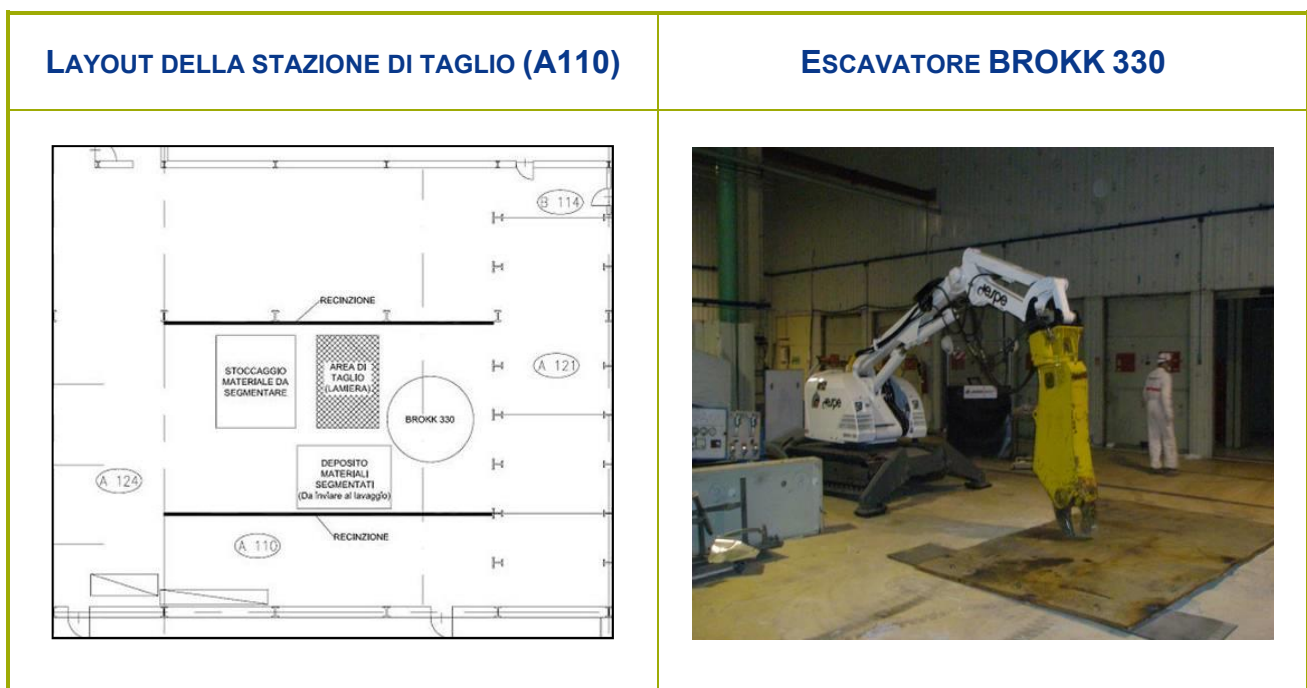 LAYOUT DELLA STAZIONE DI TAGLIO (A110)
ESCAVATORE BROKK 330
B 114
RECINZIONE
STOCCAGGIO
MATERIALE DA
SEGMENTARE
AREA DI
TAGLIO
(LAMIERA)
A 121
BROKK 330
DEPOSITO
MATERIALI
SEGMENTATI
(Da inviare al lavaggio)
A 124
RECINZIONE
A 110